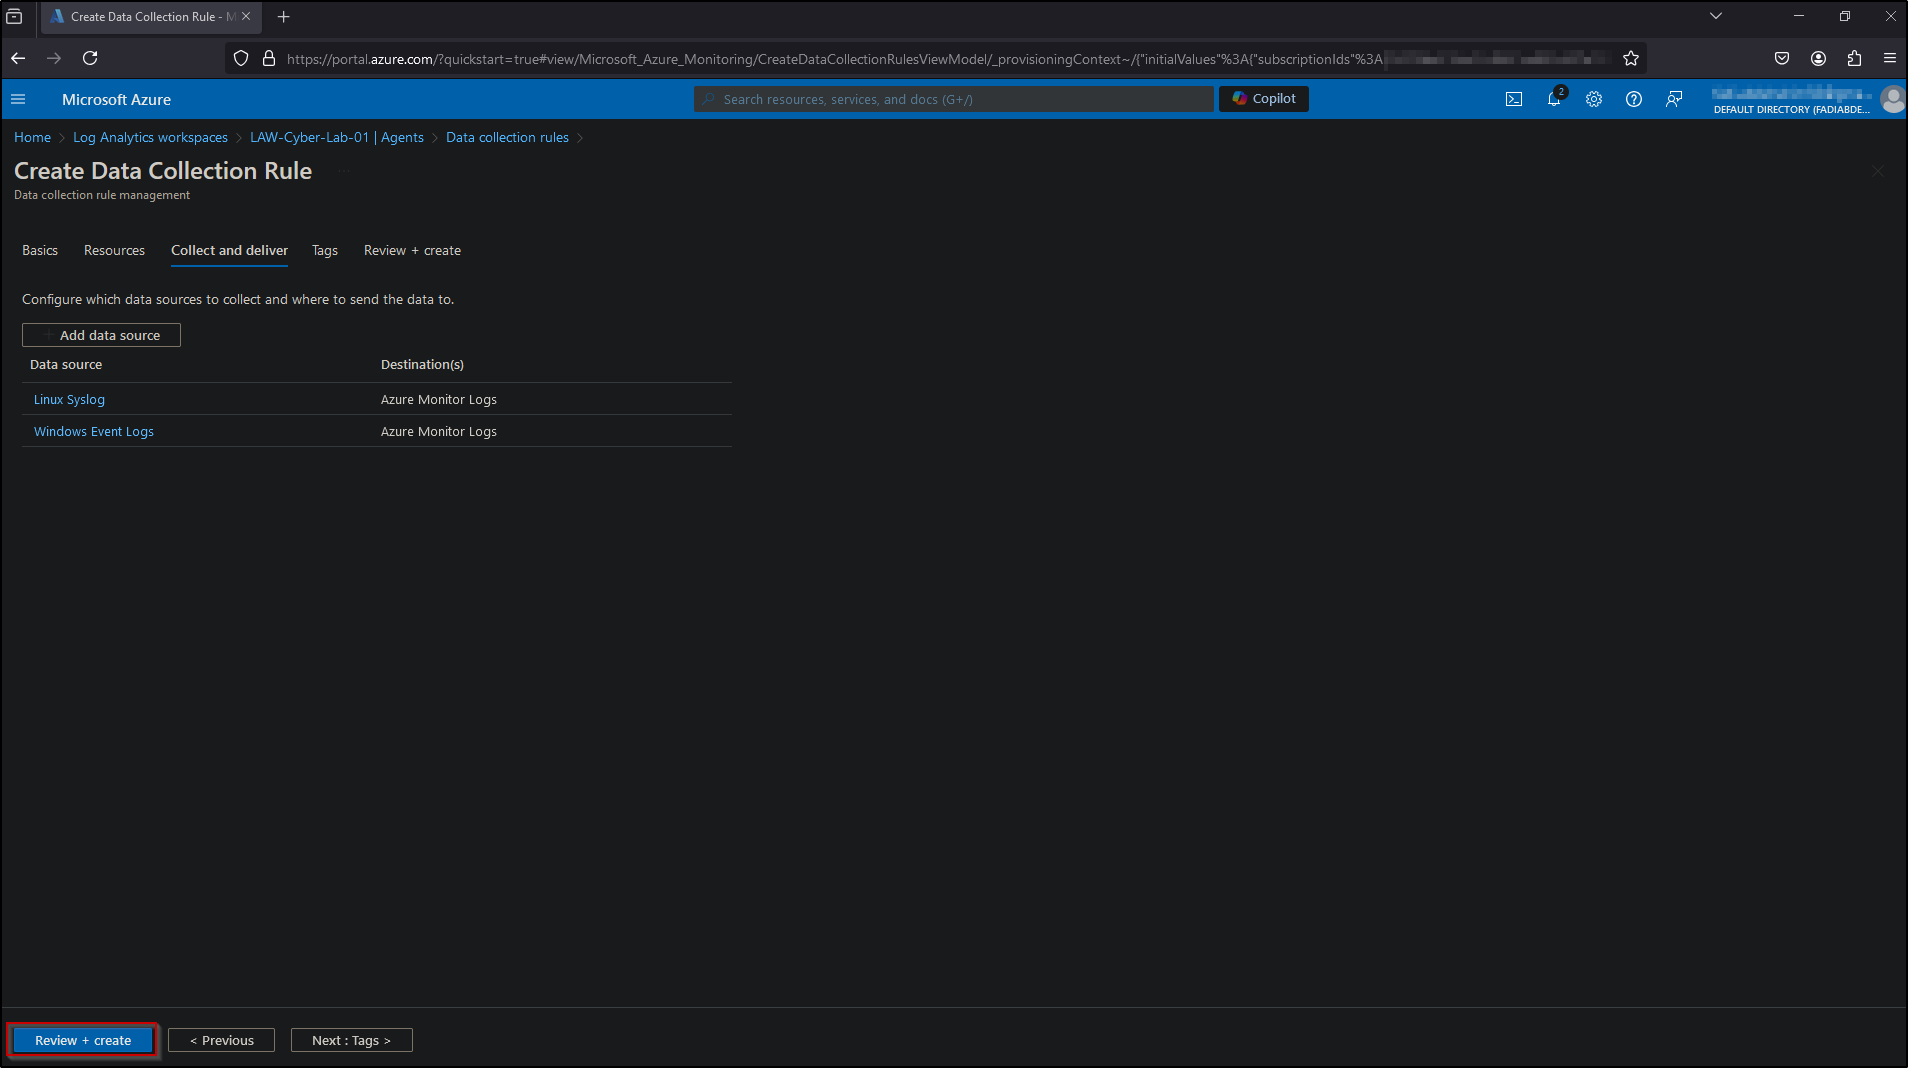 Create Data Collection Rule - M
https://portal.azure.com/?quickstart=true#view/Microsoft_Azure_Monitoring/CreateDataCollectionRulesViewModel/_provisioningContext~/{"initialValues"%3A{"subscriptionIds"%3A
Microsoft Azure
Search resources, services, and docs (G+/)
Copilot
2
DEFAULT DIRECTORY (FADIABDE...
Home > Log Analytics workspaces > LAW-Cyber-Lab-01 | Agents > Data collection rules >
Create Data Collection Rule ...
Data collection rule management
Basics Resources Collect and deliver Tags Review + create
Configure which data sources to collect and where to send the data to.
+ Add data source
Data source Destination(s)
Linux Syslog Azure Monitor Logs
Windows Event Logs Azure Monitor Logs
Review + create < Previous Next : Tags >